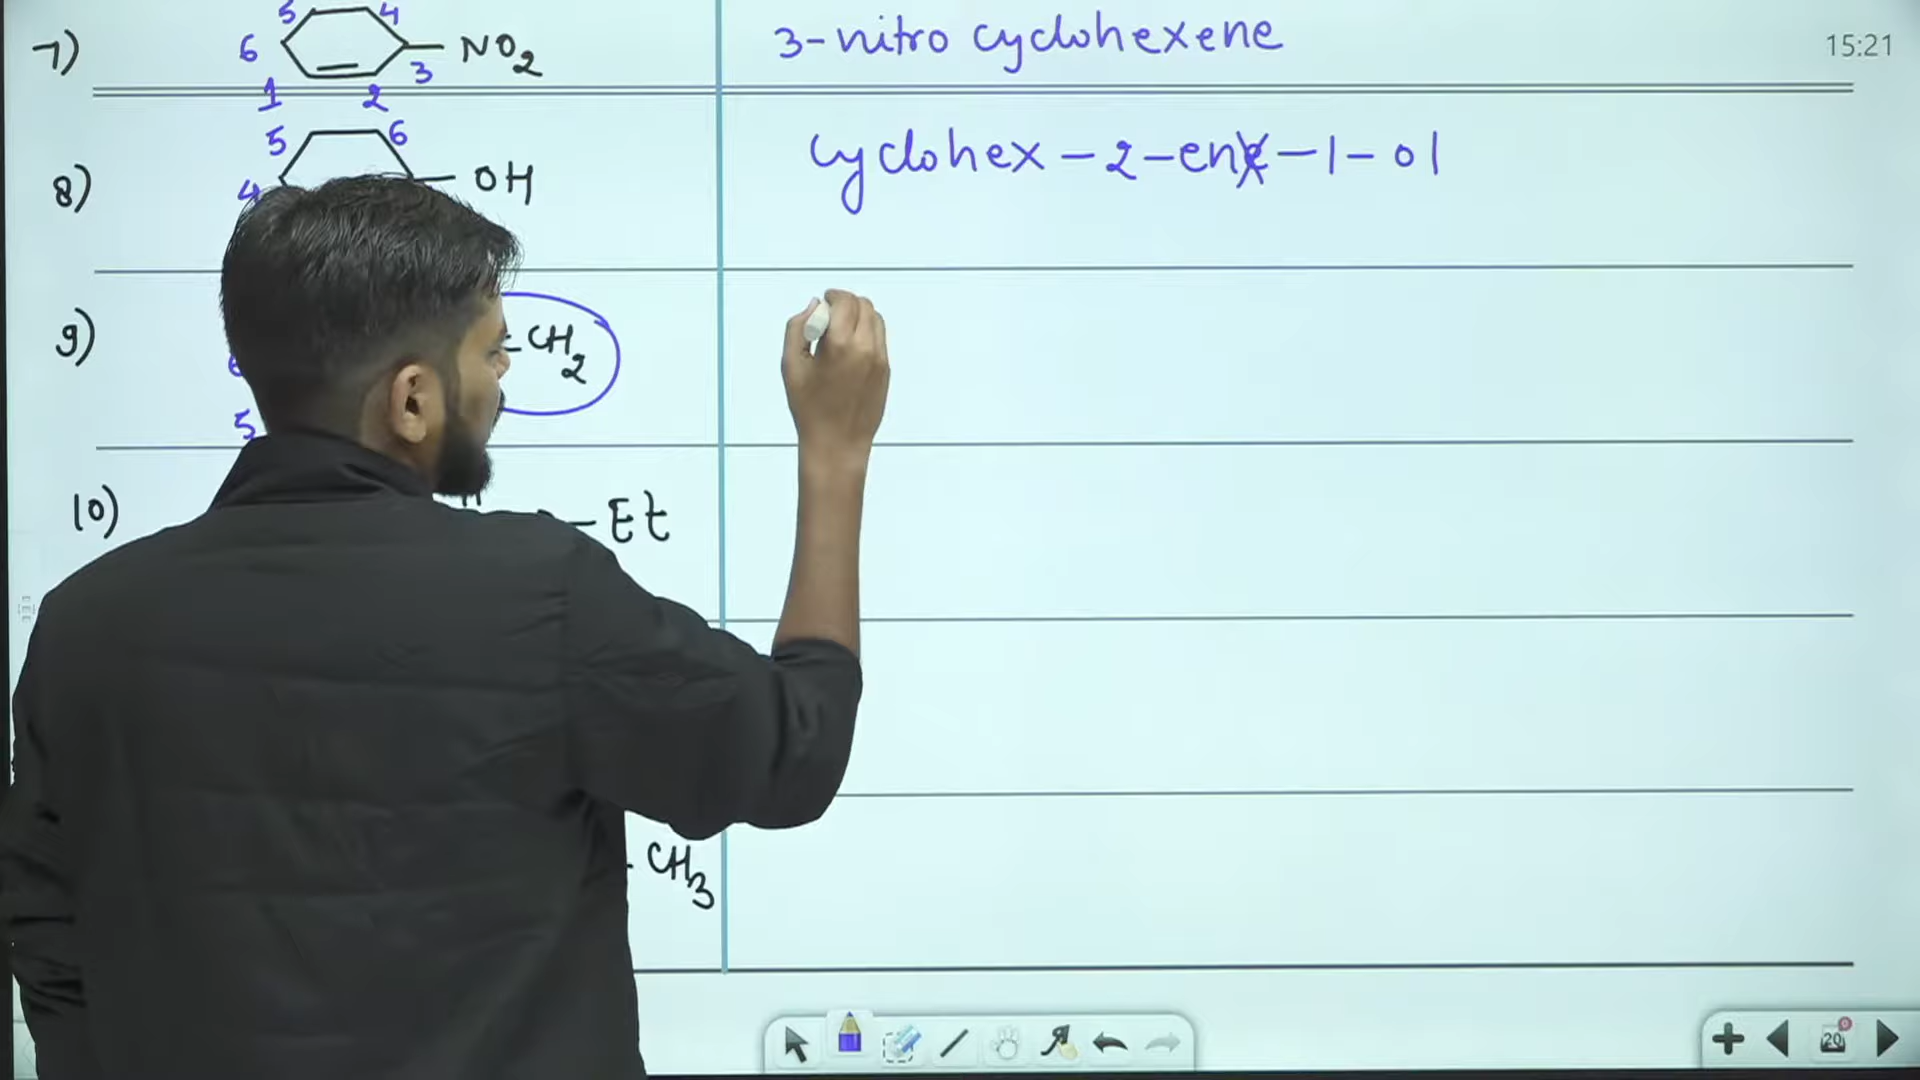 5 4
7) 6 NO2 3 3-nitro cyclohexene 15:21
1 2
5 6
8) 4 OH cyclohex-2-ene-1-ol
9) =CH2
5
10) -Et
-CH3
20